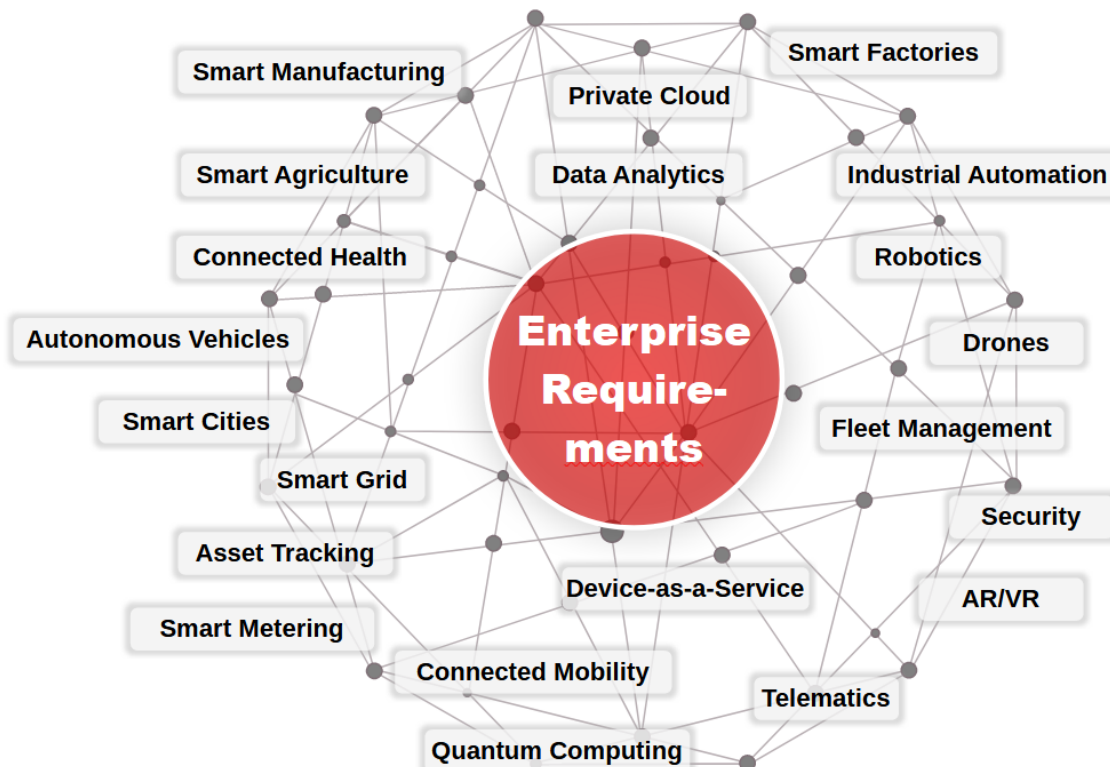 Smart Factories
Smart Manufacturing
Private Cloud
Smart Agriculture
Data Analytics
Industrial Automation
Connected Health
Robotics
Enterprise
Require-
ments
Autonomous Vehicles
Drones
Smart Cities
Fleet Management
Smart Grid
Security
Asset Tracking
Device-as-a-Service
AR/VR
Smart Metering
Connected Mobility
Telematics
Quantum Computing